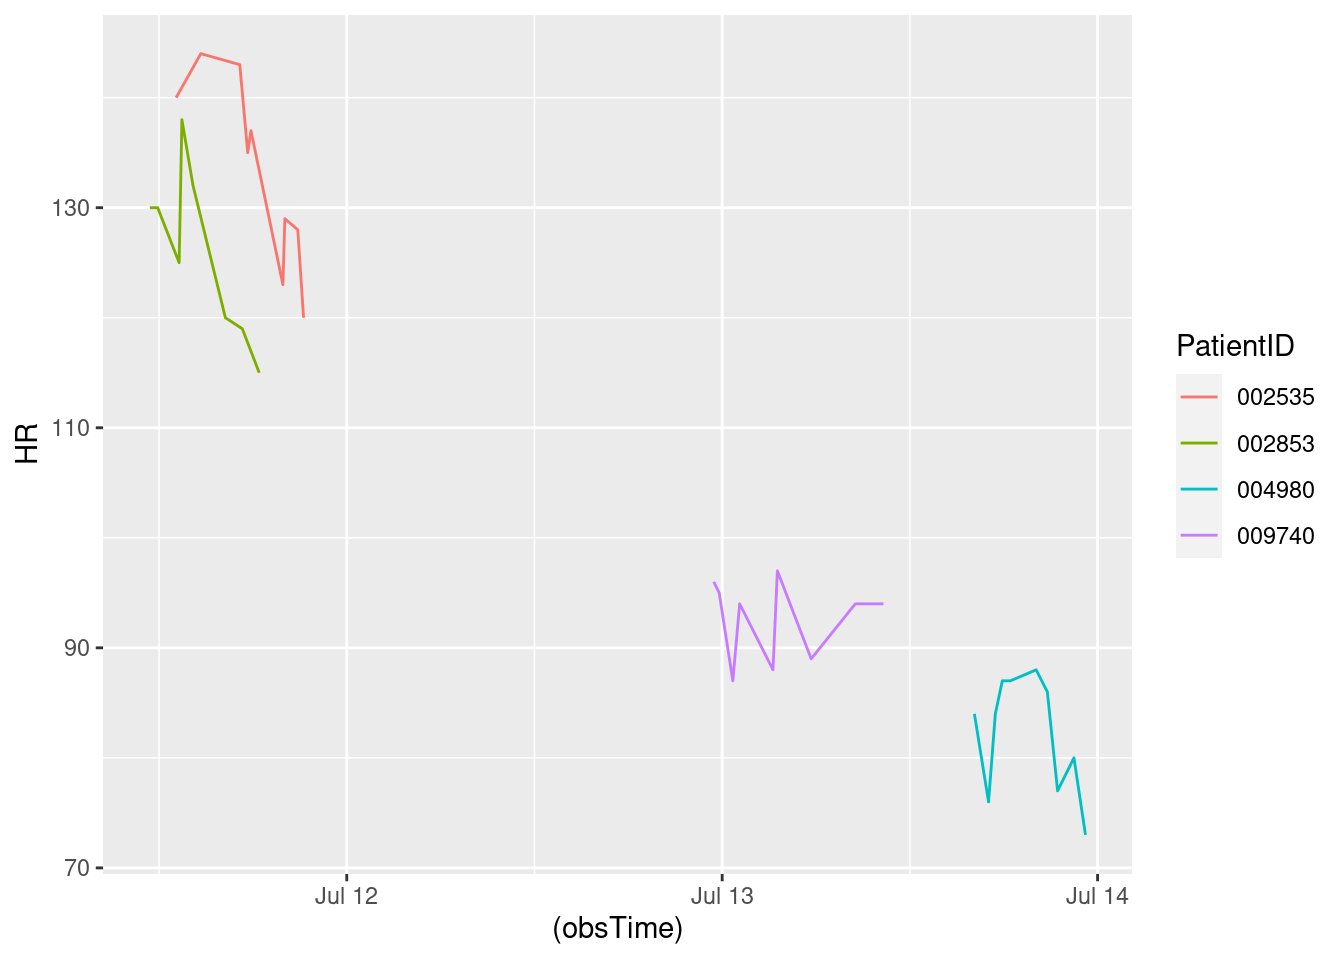 130
110
90
70
HR
Jul 12
Jul 13
Jul 14
(obsTime)
PatientID
002535
002853
004980
009740